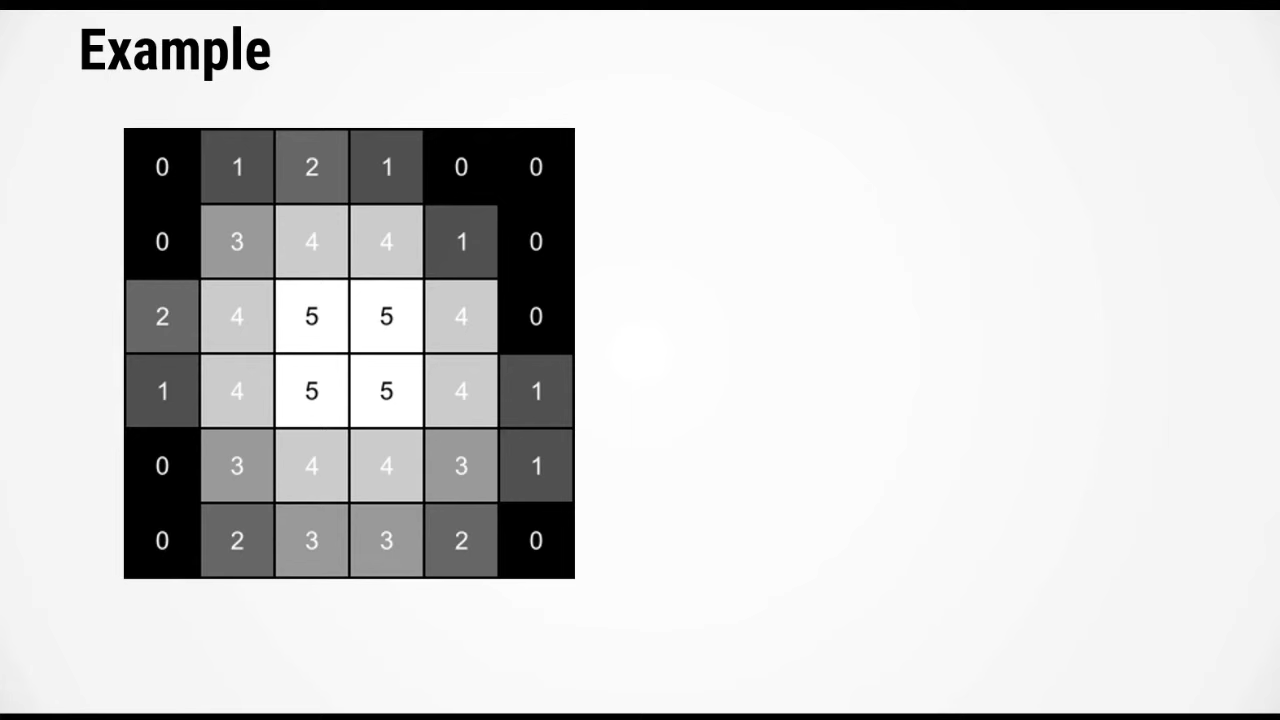 Example
0 1 2 1 0 0
0 3 4 4 1 0
2 4 5 5 4 0
1 4 5 5 4 1
0 3 4 4 3 1
0 2 3 3 2 0